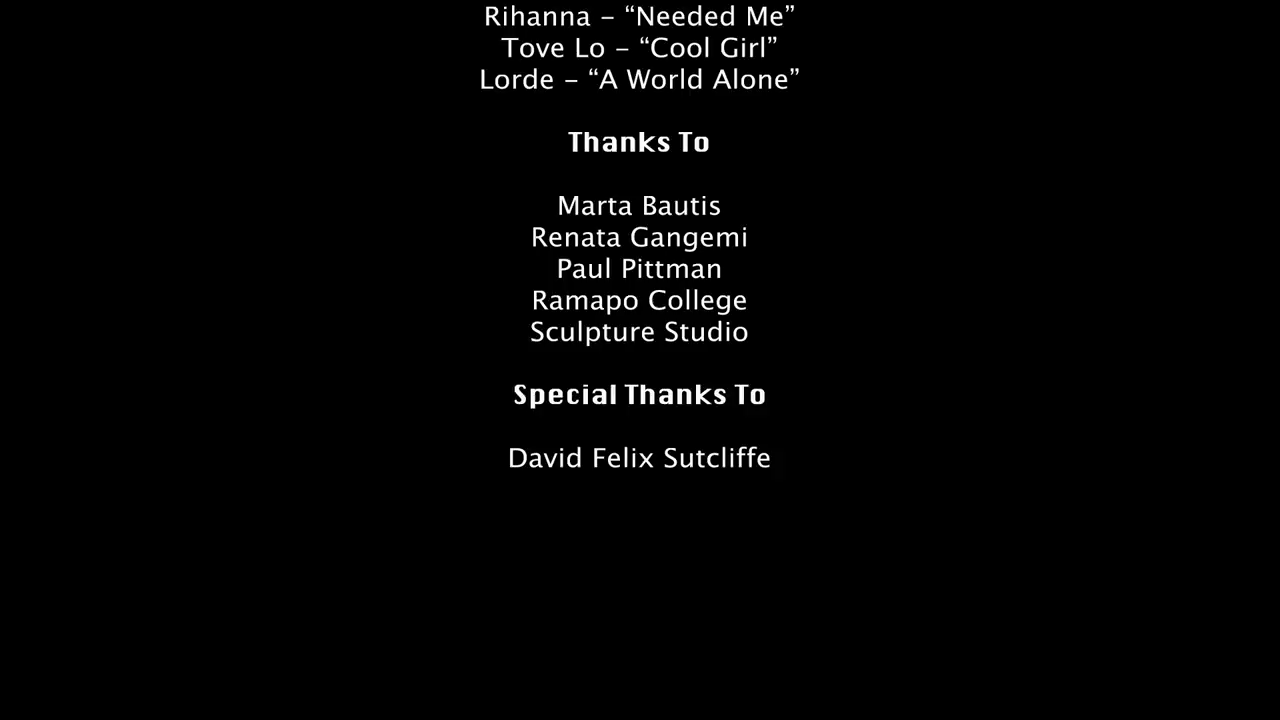 Rihanna – “Needed Me”
Tove Lo – “Cool Girl”
Lorde – “A World Alone”
Thanks To
Marta Bautis
Renata Gangemi
Paul Pittman
Ramapo College
Sculpture Studio
Special Thanks To
David Felix Sutcliffe